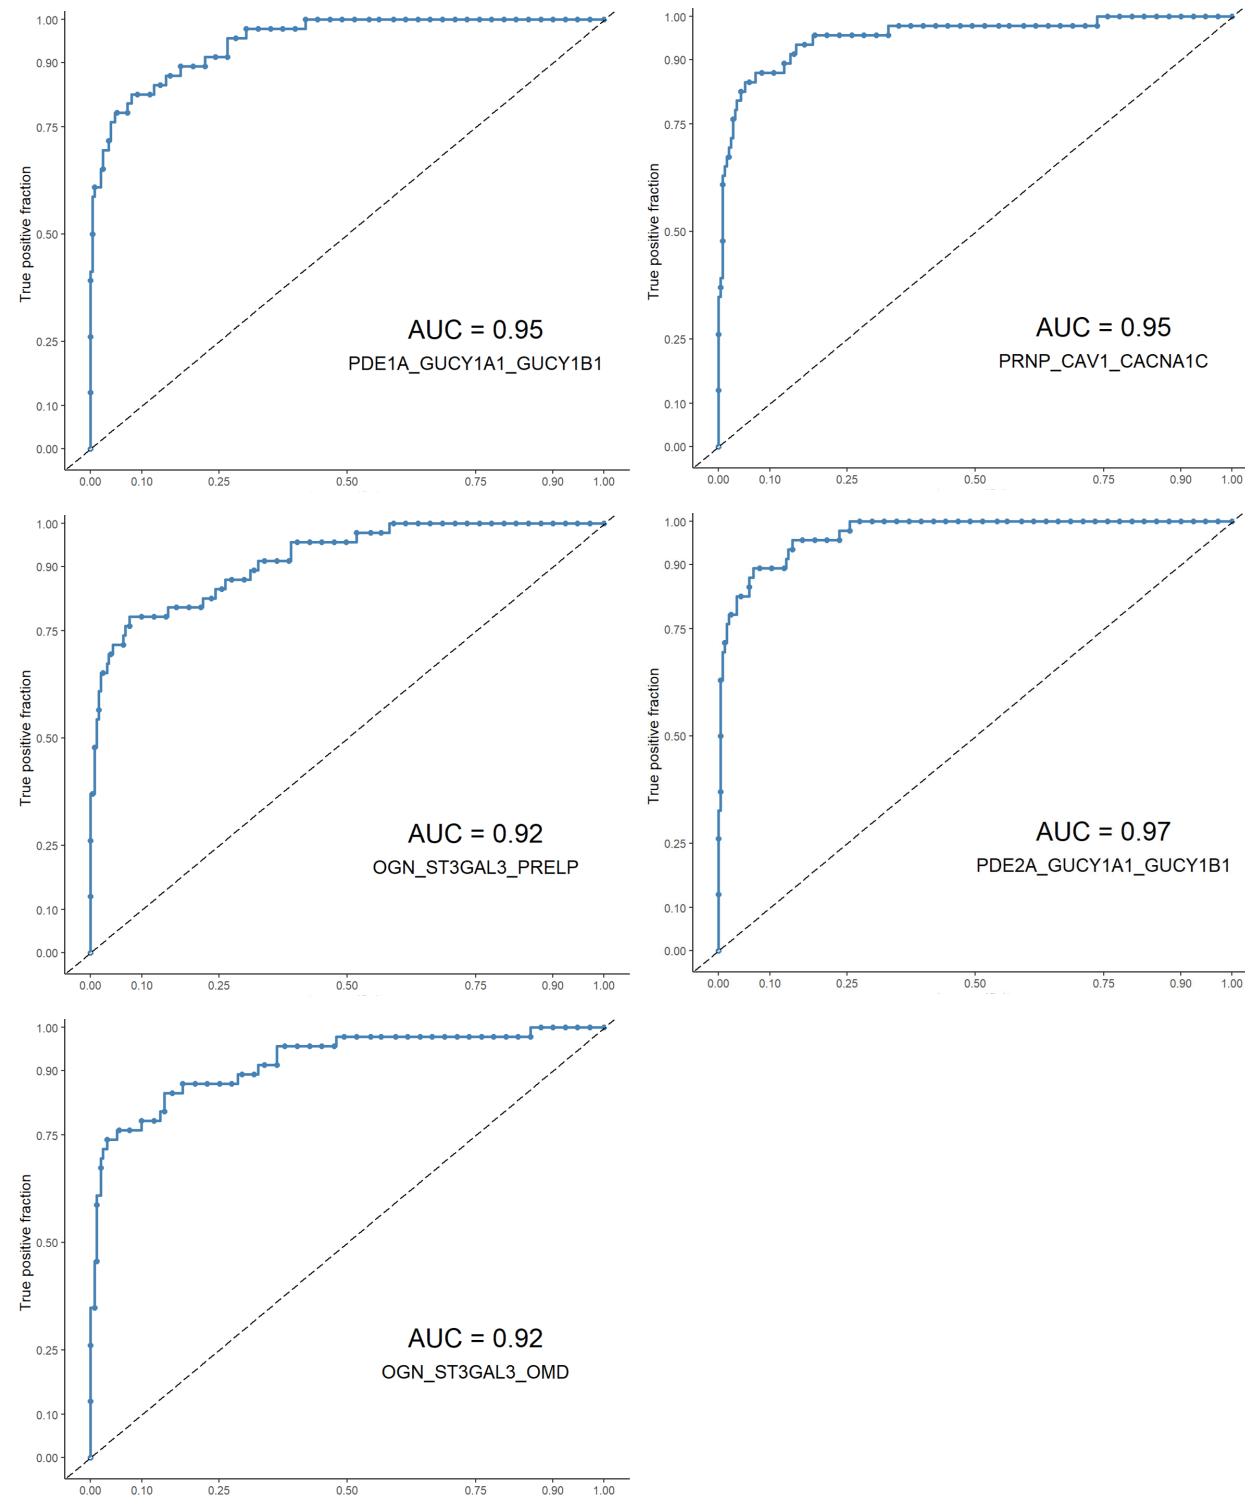 1.00
0.90
0.75
0.50
0.25
0.10
0.00
True positive fraction
AUC = 0.95
PDE1A_GUCY1A1_GUCY1B1
0.00 0.10 0.25 0.50 0.75 0.90 1.00
1.00
0.90
0.75
0.50
0.25
0.10
0.00
True positive fraction
AUC = 0.95
PRNP_CAV1_CACNA1C
0.00 0.10 0.25 0.50 0.75 0.90 1.00
1.00
0.90
0.75
0.50
0.25
0.10
0.00
True positive fraction
AUC = 0.92
OGN_ST3GAL3_PRELP
0.00 0.10 0.25 0.50 0.75 0.90 1.00
1.00
0.90
0.75
0.50
0.25
0.10
0.00
True positive fraction
AUC = 0.97
PDE2A_GUCY1A1_GUCY1B1
0.00 0.10 0.25 0.50 0.75 0.90 1.00
1.00
0.90
0.75
0.50
0.25
0.10
0.00
True positive fraction
AUC = 0.92
OGN_ST3GAL3_OMD
0.00 0.10 0.25 0.50 0.75 0.90 1.00